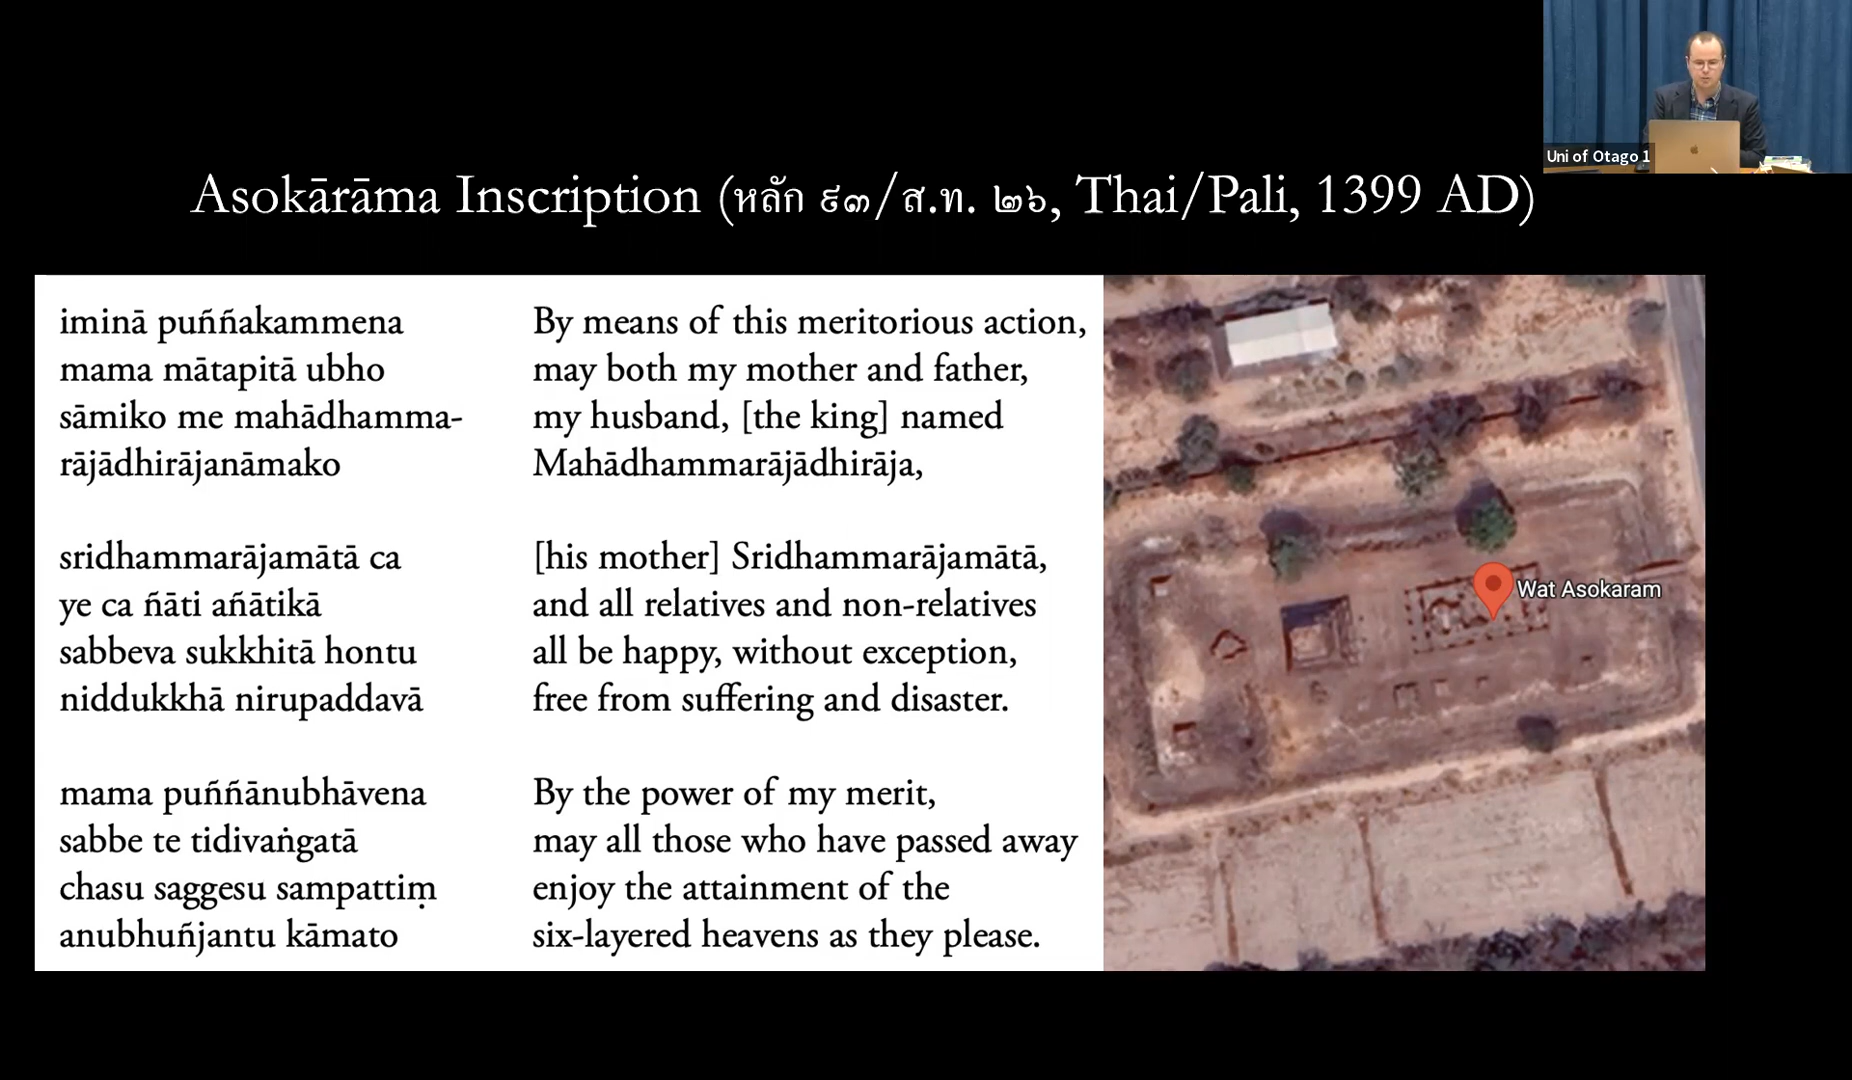 Uni of Otago 1
Asokārāma Inscription (หลัก ๙๓/ส.ท. ๒๖, Thai/Pali, 1399 AD)
iminā puññakammena
mama mātapitā ubho
sāmiko me mahādhamma-
rājādhirājanāmako
sridhammarājamātā ca
ye ca ñāti añātikā
sabbeva sukkhitā hontu
niddukkhā nirupaddavā
mama puññānubhāvena
sabbe te tidivaṅgatā
chasu saggesu sampattiṃ
anubhuñjantu kāmato
By means of this meritorious action,
may both my mother and father,
my husband, [the king] named
Mahādhammarājādhirāja,
[his mother] Sridhammarājamātā,
and all relatives and non-relatives
all be happy, without exception,
free from suffering and disaster.
By the power of my merit,
may all those who have passed away
enjoy the attainment of the
six-layered heavens as they please.
Wat Asokaram